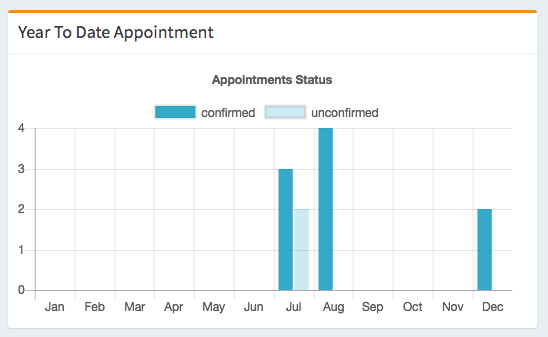 Year To Date Appointment
Appointments Status
confirmed unconfirmed
4
3
2
1
0
Jan Feb Mar Apr May Jun Jul Aug Sep Oct Nov Dec